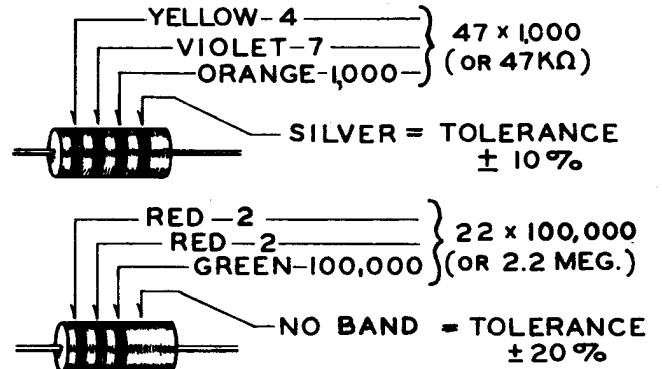 YELLOW-4
VIOLET-7
ORANGE-1,000
47 x 1,000
(OR 47KΩ)
SILVER = TOLERANCE
± 10%
RED-2
RED-2
GREEN-100,000
22 x 100,000
(OR 2.2 MEG.)
NO BAND = TOLERANCE
± 20%